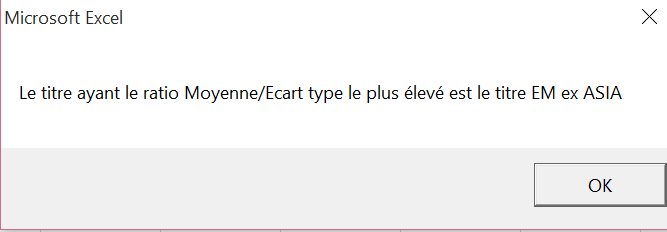 Microsoft Excel
Le titre ayant le ratio Moyenne/Ecart type le plus élevé est le titre EM ex ASIA
OK